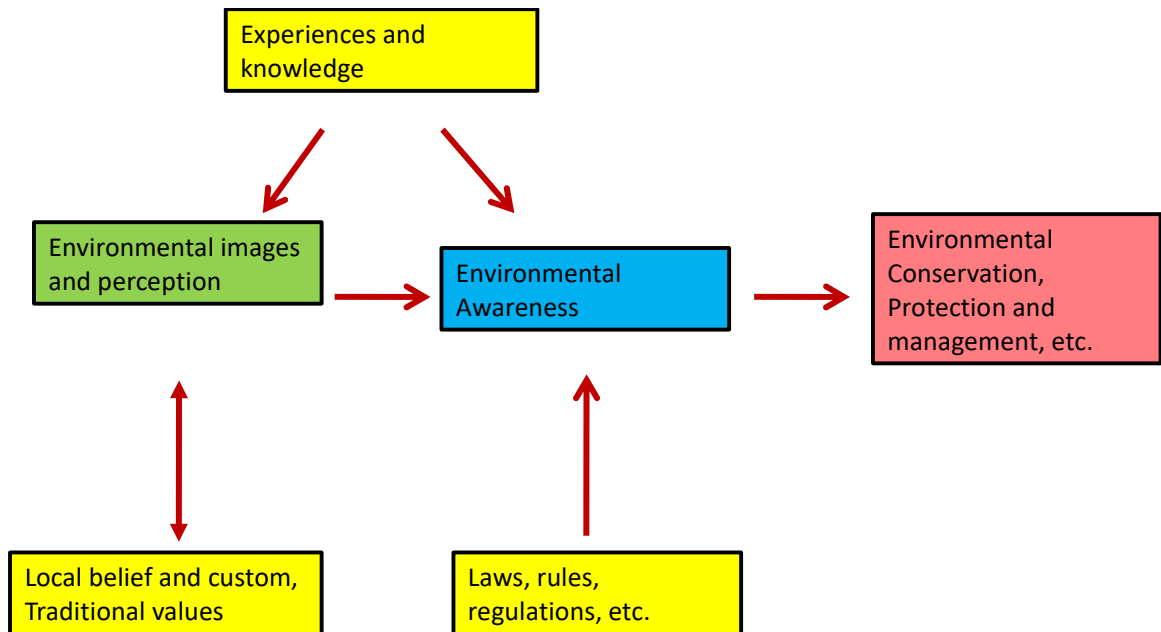 Experiences and
knowledge
Environmental images
and perception
Environmental
Awareness
Environmental
Conservation,
Protection and
management, etc.
Local belief and custom,
Traditional values
Laws, rules,
regulations, etc.